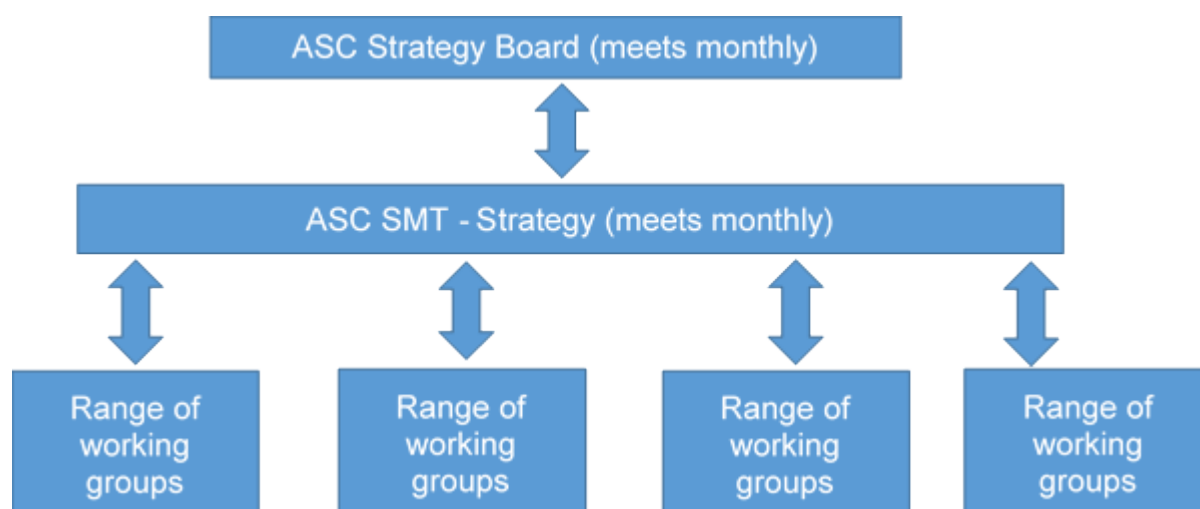 ASC Strategy Board (meets monthly)
ASC SMT - Strategy (meets monthly)
Range of
working
groups
Range of
working
groups
Range of
working
groups
Range of
working
groups